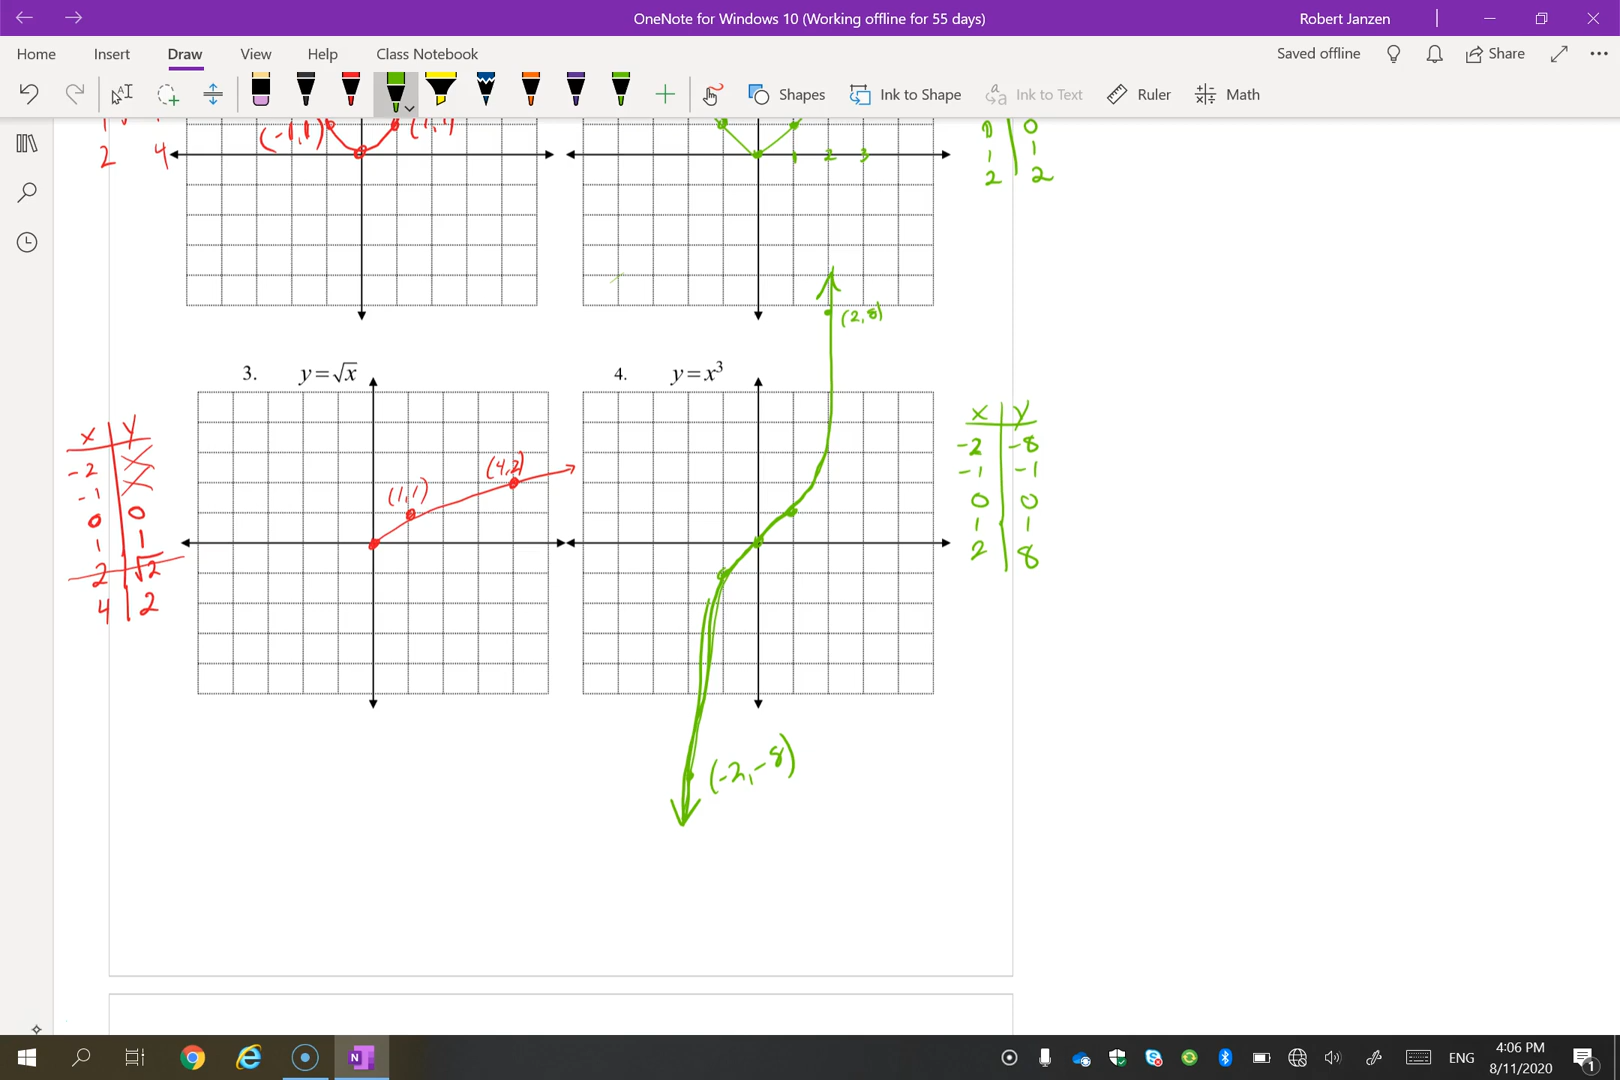 OneNote for Windows 10 (Working offline for 55 days)
Robert Janzen
Home Insert Draw View Help Class Notebook
Saved offline
Share
Shapes
Ink to Shape
Ink to Text
Ruler
Math
2 4
(-1,1)
1 2 3
0
1
2 2
3. y=√x
x y
-2
-1
0 0
1 1
2 √2
4 2
(1,1)
(4,2)
4. y=x³
(2,8)
(-2,-8)
x y
-2 -8
-1 -1
0 0
1 1
2 8
ENG
4:06 PM
8/11/2020
1